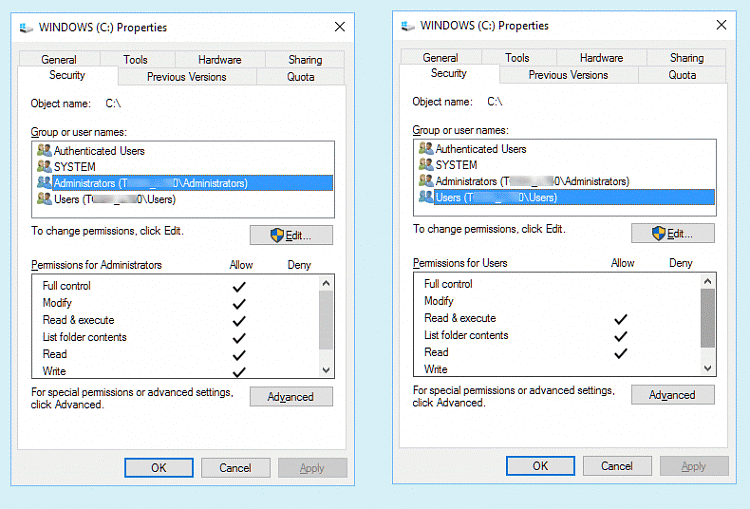 WINDOWS (C:) Properties
General Tools Hardware Sharing
Security Previous Versions Quota
Object name: C:\
Group or user names:
Authenticated Users
SYSTEM
Administrators (T 0\Administrators)
Users (T 0\Users)
To change permissions, click Edit.
Edit...
Permissions for Administrators Allow Deny
Full control
Modify
Read & execute
List folder contents
Read
Write
For special permissions or advanced settings,
click Advanced.
Advanced
OK Cancel Apply
WINDOWS (C:) Properties
General Tools Hardware Sharing
Security Previous Versions Quota
Object name: C:\
Group or user names:
Authenticated Users
SYSTEM
Administrators (T 0\Administrators)
Users (T 0\Users)
To change permissions, click Edit.
Edit...
Permissions for Users Allow Deny
Full control
Modify
Read & execute
List folder contents
Read
Write
For special permissions or advanced settings,
click Advanced.
Advanced
OK Cancel Apply